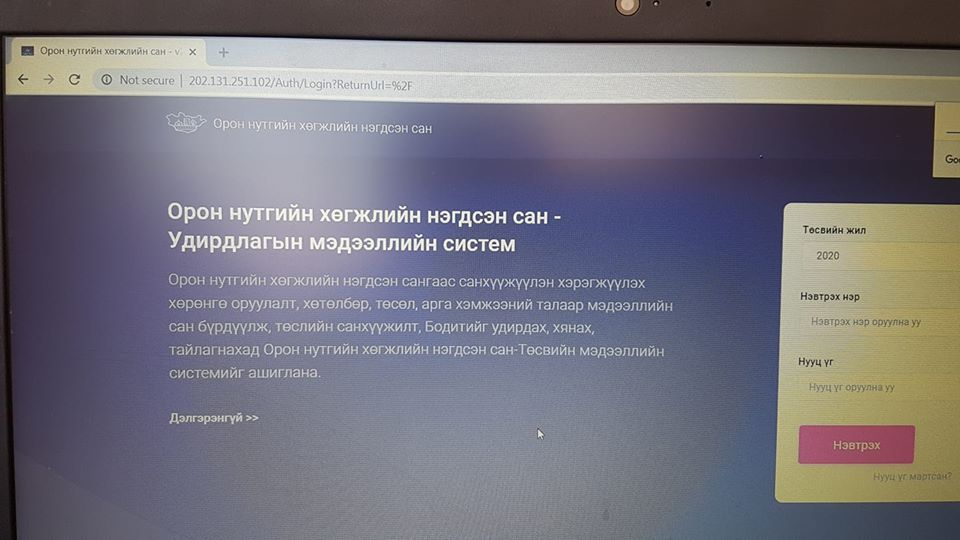 Орон нутгийн хөгжлийн сан - v.
Not secure | 202.131.251.102/Auth/Login?ReturnUrl=%2F
Орон нутгийн хөгжлийн нэгдсэн сан
Орон нутгийн хөгжлийн нэгдсэн сан -
Удирдлагын мэдээллийн систем
Орон нутгийн хөгжлийн нэгдсэн сангаас санхүүжүүлэн хэрэгжүүлэх
хөрөнгө оруулалт, хөтөлбөр, төсөл, арга хэмжээний талаар мэдээллийн
сан бүрдүүлж, төслийн санхүүжилт, Бодитийг удирдах, хянах,
тайлагнахад Орон нутгийн хөгжлийн нэгдсэн сан-Төсвийн мэдээллийн
системийг ашиглана.
Дэлгэрэнгүй >>
Төсвийн жил
2020
Нэвтрэх нэр
Нэвтрэх нэр оруулна уу
Нууц үг
Нууц үг оруулна уу
Нэвтрэх
Нууц үг мартсан?